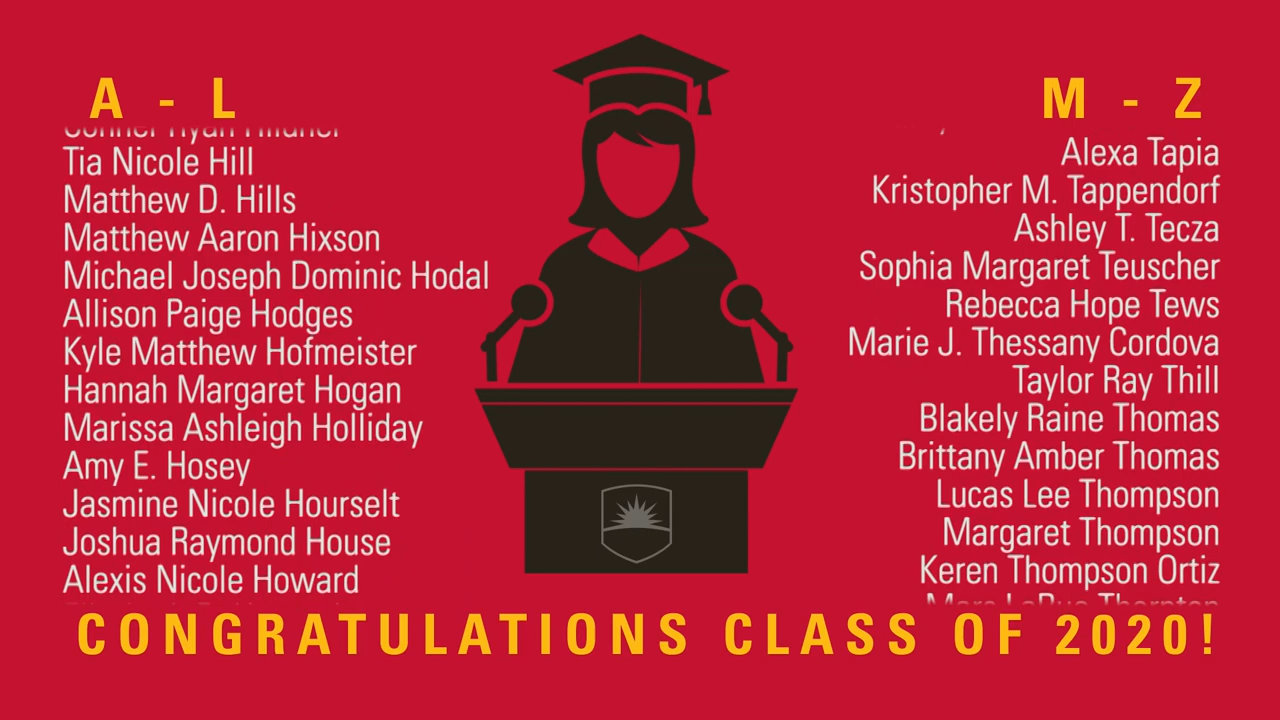 A - L
Tia Nicole Hill
Matthew D. Hills
Matthew Aaron Hixson
Michael Joseph Dominic Hodal
Allison Paige Hodges
Kyle Matthew Hofmeister
Hannah Margaret Hogan
Marissa Ashleigh Holliday
Amy E. Hosey
Jasmine Nicole Hourselt
Joshua Raymond House
Alexis Nicole Howard
M - Z
Alexa Tapia
Kristopher M. Tappendorf
Ashley T. Tecza
Sophia Margaret Teuscher
Rebecca Hope Tews
Marie J. Thessany Cordova
Taylor Ray Thill
Blakely Raine Thomas
Brittany Amber Thomas
Lucas Lee Thompson
Margaret Thompson
Keren Thompson Ortiz
CONGRATULATIONS CLASS OF 2020!